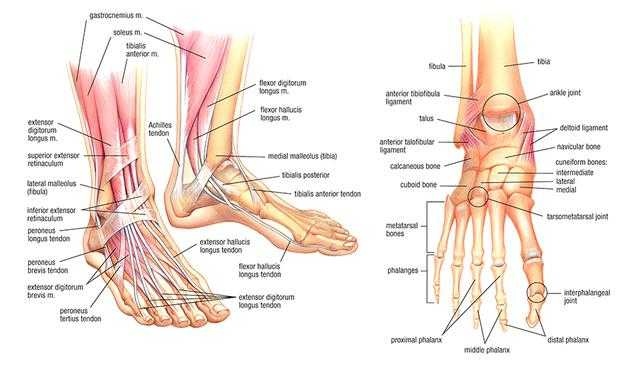 gastrocnemius m.
soleus m.
tibialis
anterior m.
extensor
digitorum
longus m.
superior extensor
retinaculum
lateral malleolus
(fibula)
inferior extensor
retinaculum
peroneus
longus tendon
peroneus
brevis tendon
extensor digitorum
brevis m.
peroneus
tertius tendon
Achilles
tendon
flexor digitorum
longus m.
flexor hallucis
longus m.
medial malleolus (tibia)
tibialis posterior
tibialis anterior tendon
extensor hallucis
longus tendon
flexor hallucis
longus tendon
extensor digitorum
longus tendon
fibula
tibia
anterior tibiofibula
ligament
ankle joint
talus
deltoid ligament
anterior talofibular
ligament
navicular bone
calcaneous bone
cuneiform bones:
intermediate
lateral
medial
cuboid bone
tarsometatarsal joint
metatarsal
bones
phalanges
interphalangeal
joint
proximal phalanx
middle phalanx
distal phalanx